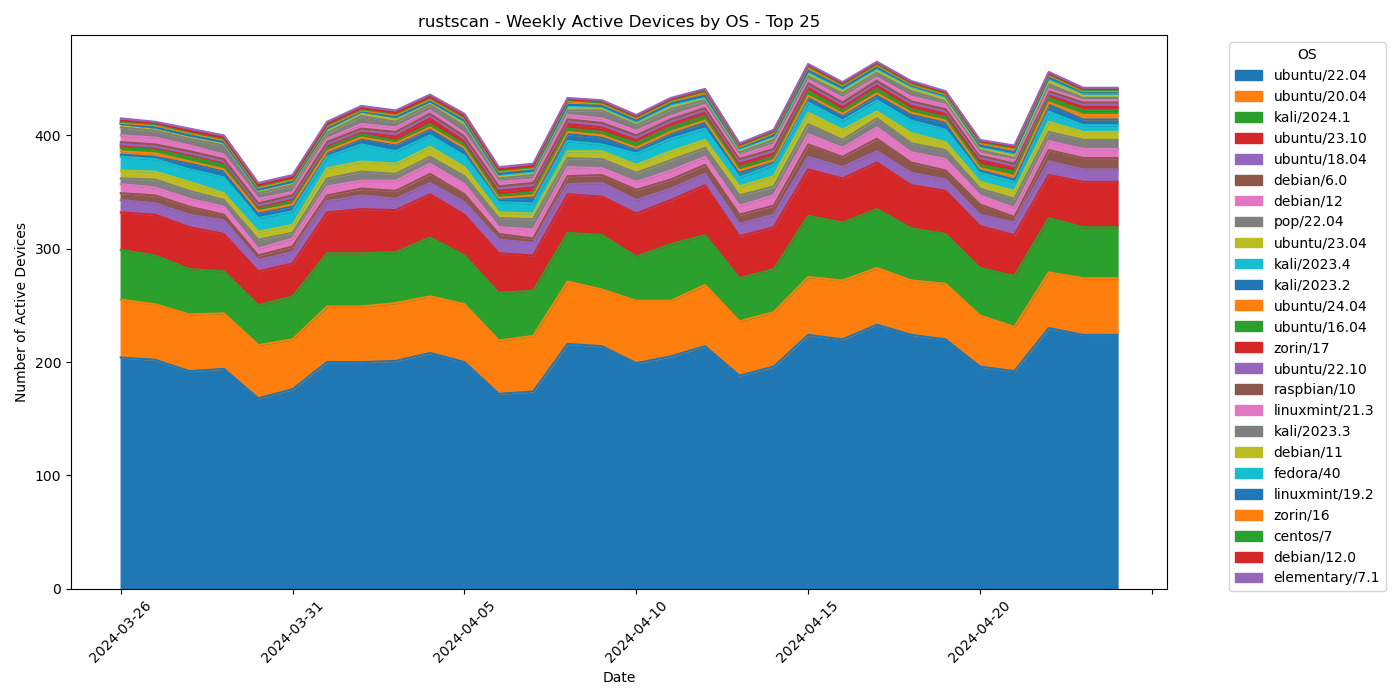 rustscan - Weekly Active Devices by OS - Top 25
Number of Active Devices
400
300
200
100
0
2024-03-26
2024-03-31
2024-04-05
2024-04-10
2024-04-15
2024-04-20
Date
OS
ubuntu/22.04
ubuntu/20.04
kali/2024.1
ubuntu/23.10
ubuntu/18.04
debian/6.0
debian/12
pop/22.04
ubuntu/23.04
kali/2023.4
kali/2023.2
ubuntu/24.04
ubuntu/16.04
zorin/17
ubuntu/22.10
raspbian/10
linuxmint/21.3
kali/2023.3
debian/11
fedora/40
linuxmint/19.2
zorin/16
centos/7
debian/12.0
elementary/7.1